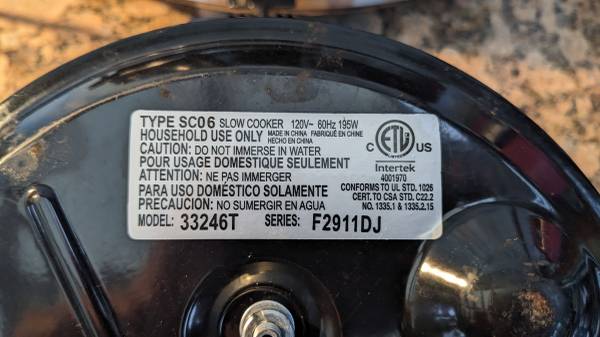 TYPE SC06 SLOW COOKER 120V~ 60Hz 195W
HOUSEHOLD USE ONLY MADE IN CHINA FABRIQUÉ EN CHINE
HECHO EN CHINA
CAUTION: DO NOT IMMERSE IN WATER
POUR USAGE DOMESTIQUE SEULEMENT
ATTENTION: NE PAS IMMERGER
PARA USO DOMÉSTICO SOLAMENTE
PRECAUCION: NO SUMERGIR EN AGUA
MODEL: 33246T SERIES: F2911DJ
C ETL US
LISTED
Intertek
4001970
CONFORMS TO UL STD. 1026
CERT. TO CSA STD. C22.2
NO. 1335.1 & 1335.2.15